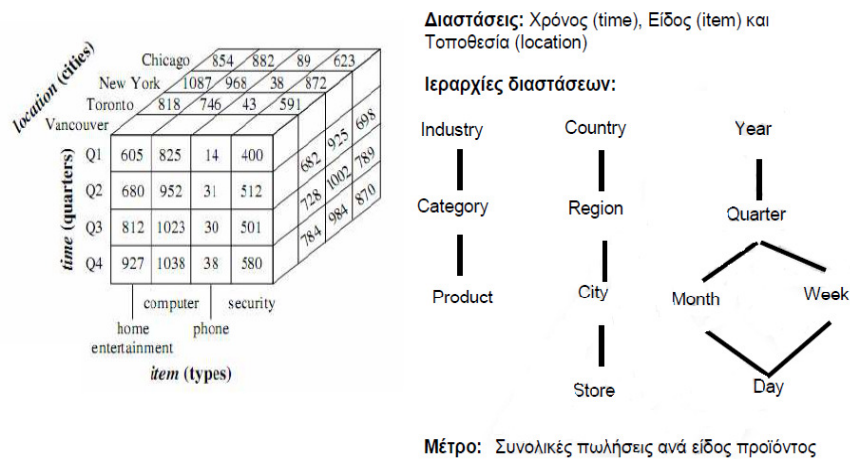 location (cities)
Chicago 854 882 89 623
New York 1087 968 38 872
Toronto 818 746 43 591
Vancouver
time (quarters)
Q1 605 825 14 400
Q2 680 952 31 512
Q3 812 1023 30 501
Q4 927 1038 38 580
682 925 698
728 1002 789
784 984 870
computer security
home phone
entertainment
item (types)
Διαστάσεις: Χρόνος (time), Είδος (item) και
Τοποθεσία (location)
Ιεραρχίες διαστάσεων:
Industry Country Year
Category Region Quarter
Product City Month Week
Store Day
Μέτρο: Συνολικές πωλήσεις ανά είδος προϊόντος